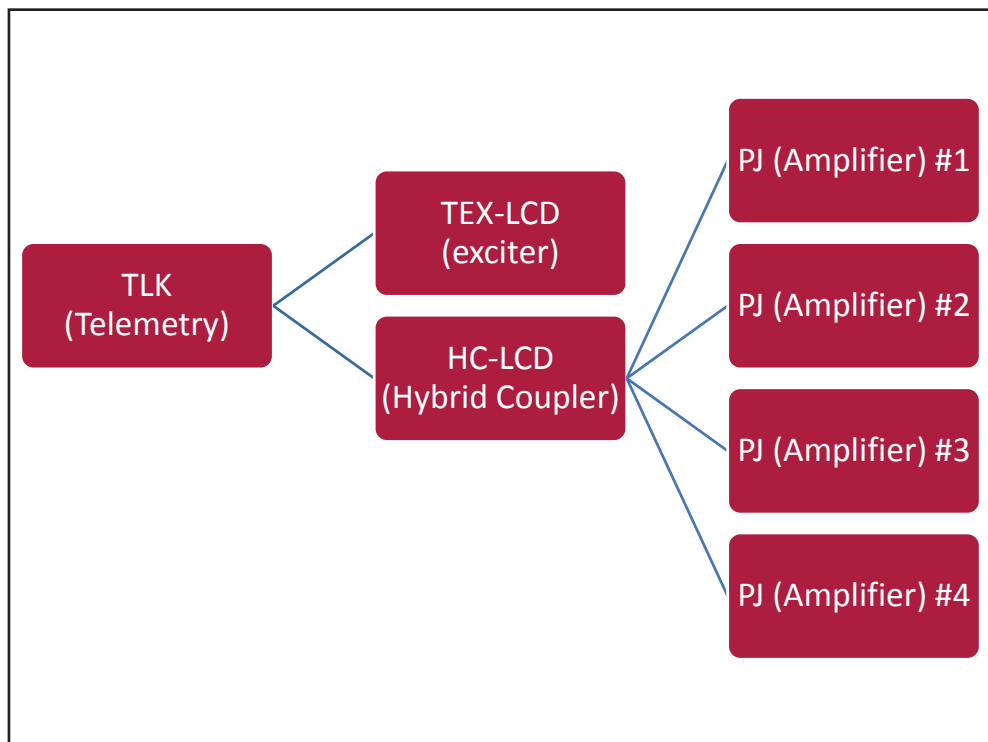 TLK
(Telemetry)
TEX-LCD
(exciter)
HC-LCD
(Hybrid Coupler)
PJ (Amplifier) #1
PJ (Amplifier) #2
PJ (Amplifier) #3
PJ (Amplifier) #4